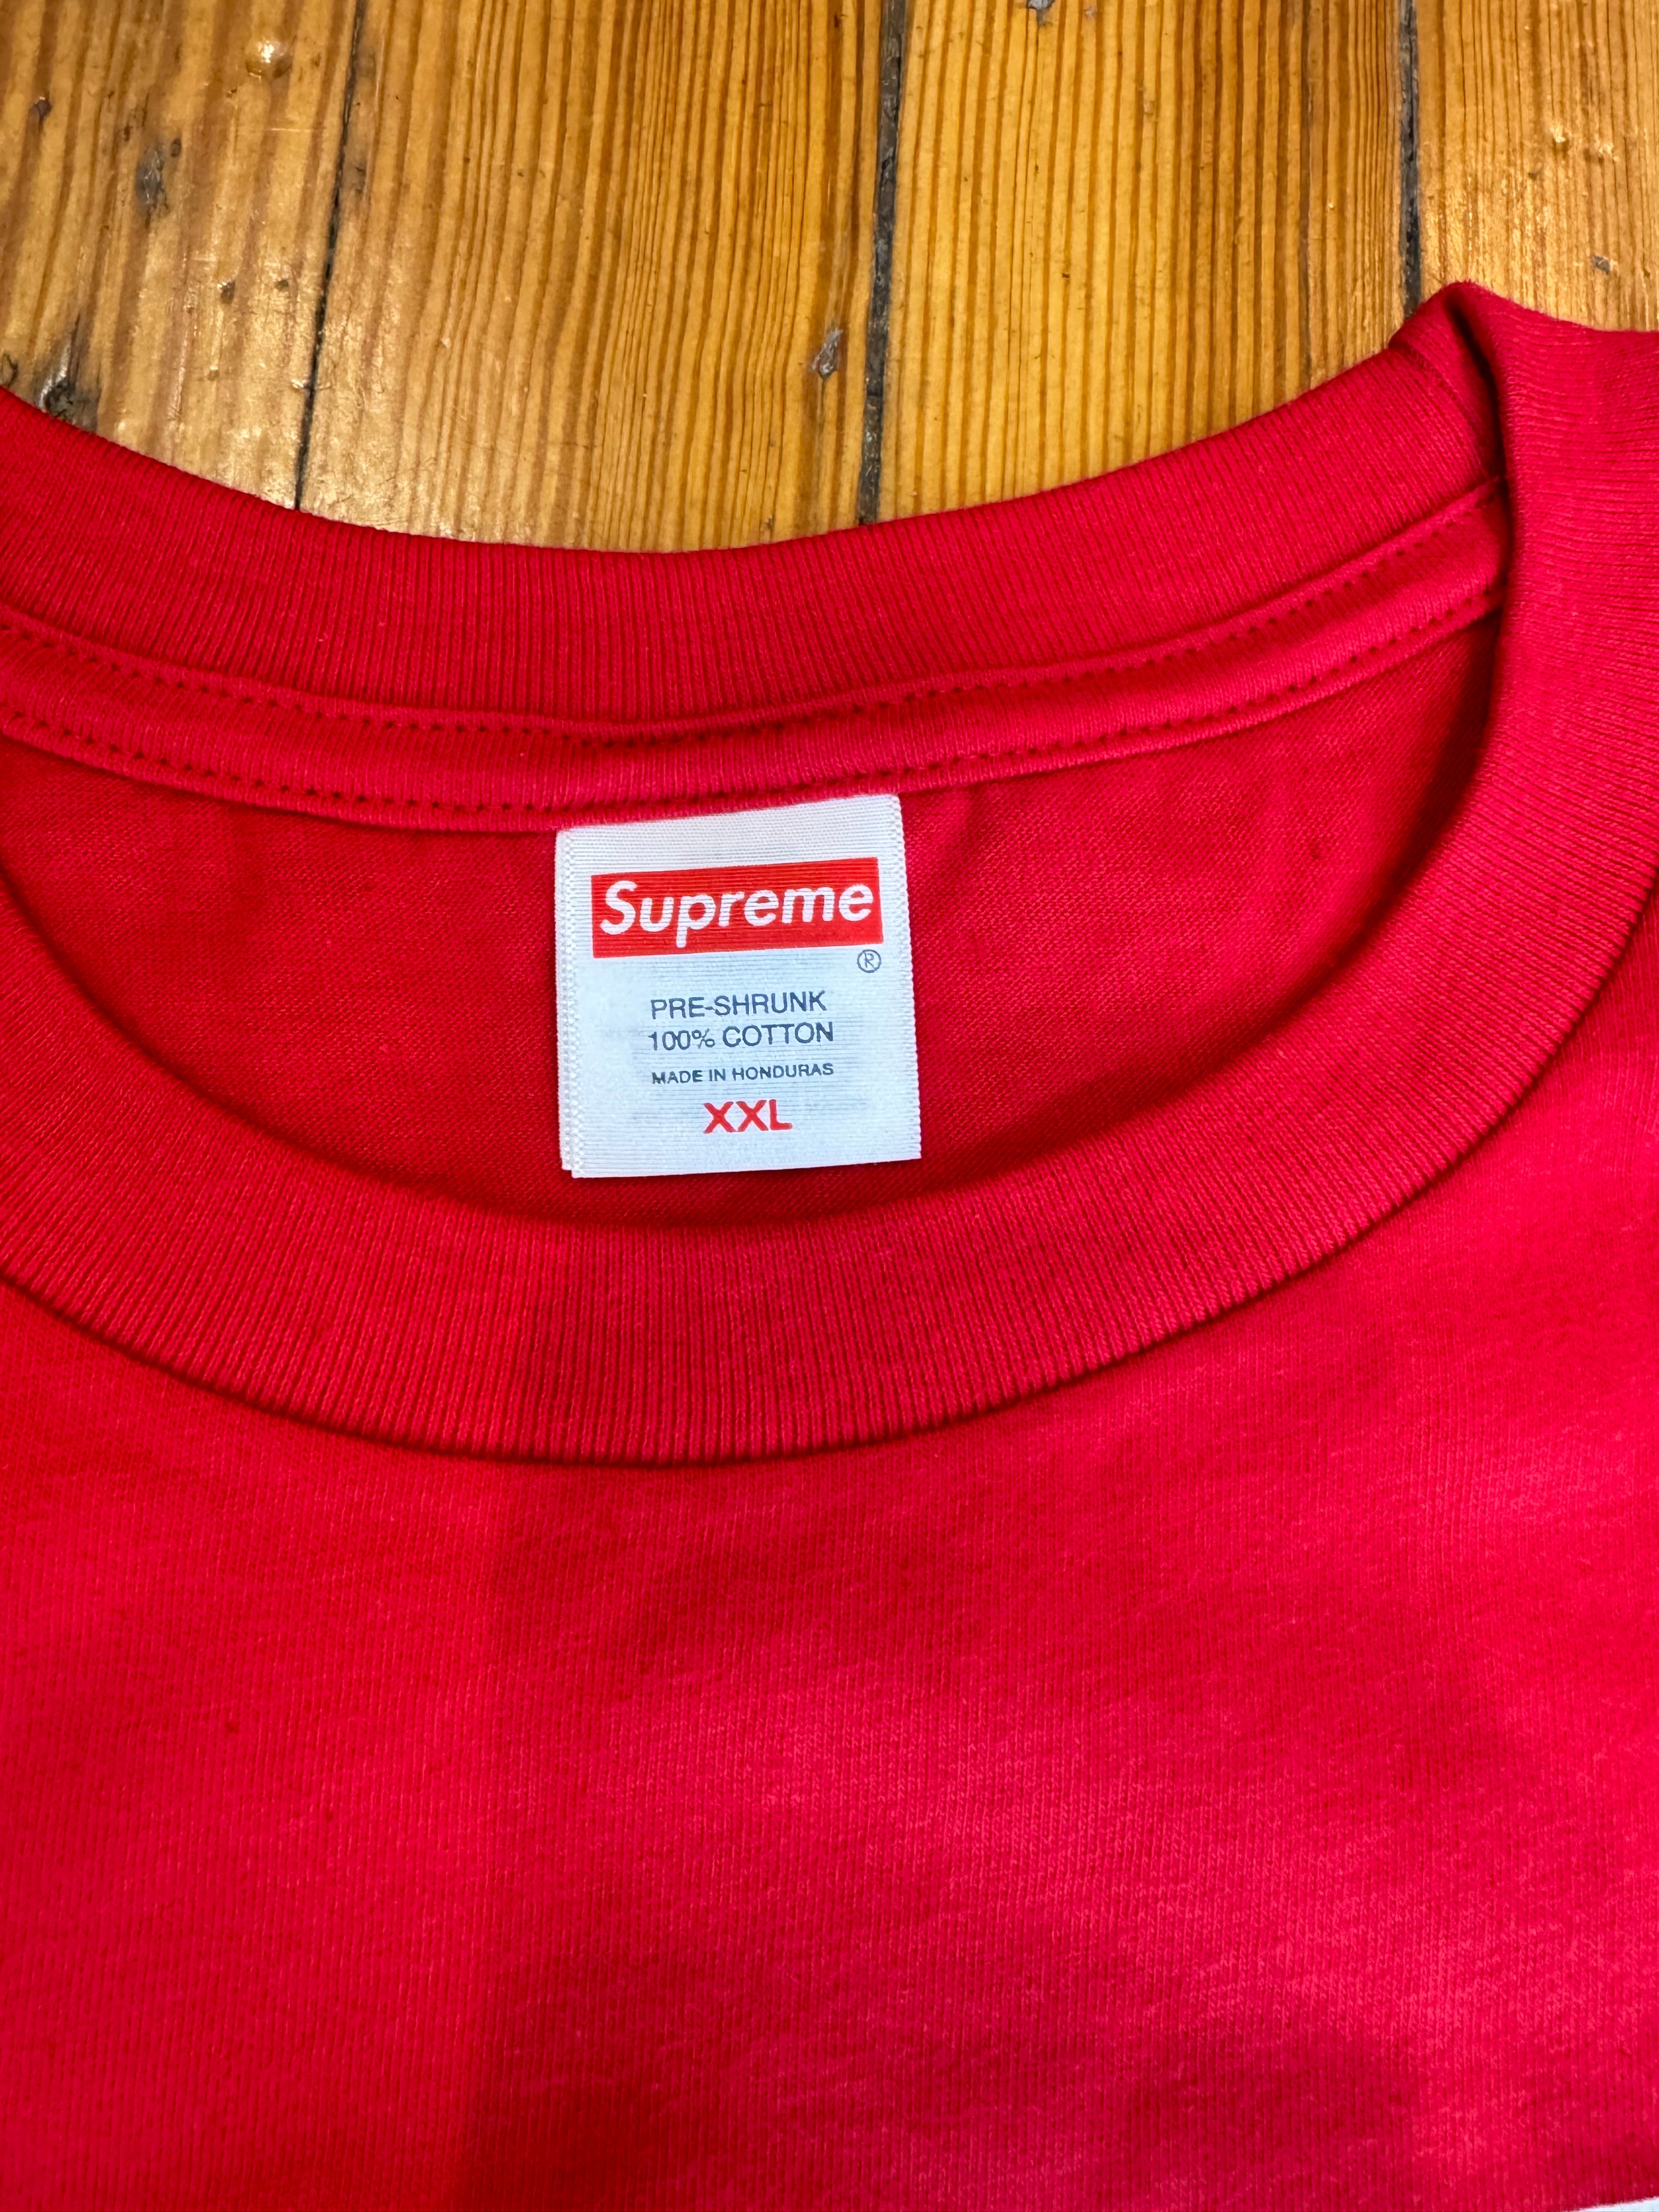 Supreme
®
PRE-SHRUNK
100% COTTON
MADE IN HONDURAS
XXL